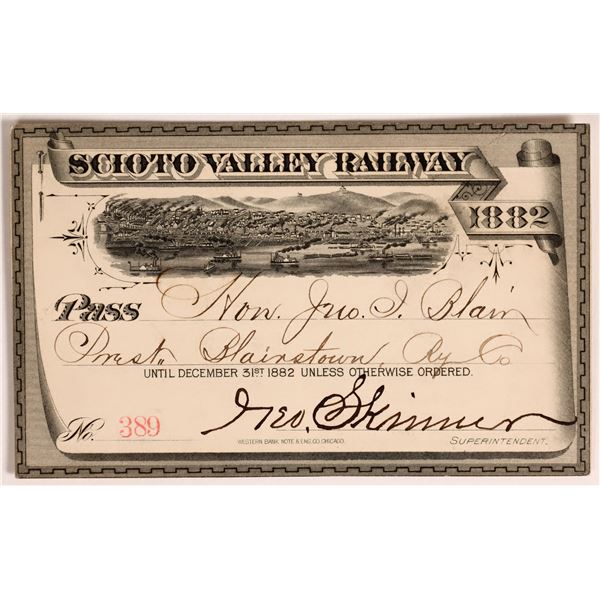 SCIOTO VALLEY RAILWAY
1882
Pass Hon. Jno. I. Blair
Prest., Blairstown, Ry Co
UNTIL DECEMBER 31ST 1882 UNLESS OTHERWISE ORDERED.
No. 389
Geo. Skinner
WESTERN BANK NOTE & ENG. CO. CHICAGO.
SUPERINTENDENT.